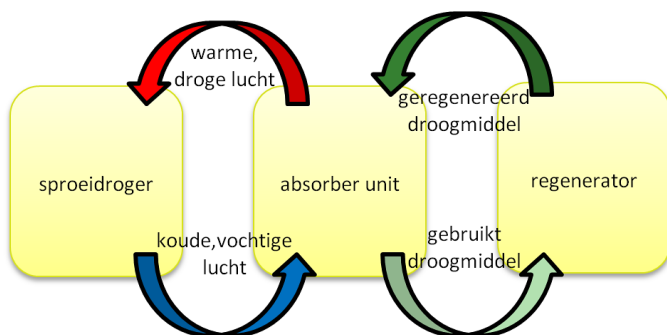 warme,
droge lucht
geregenereerd
droogmiddel
sproeidroger
absorber unit
regenerator
koude,vochtige
lucht
gebruikt
droogmiddel